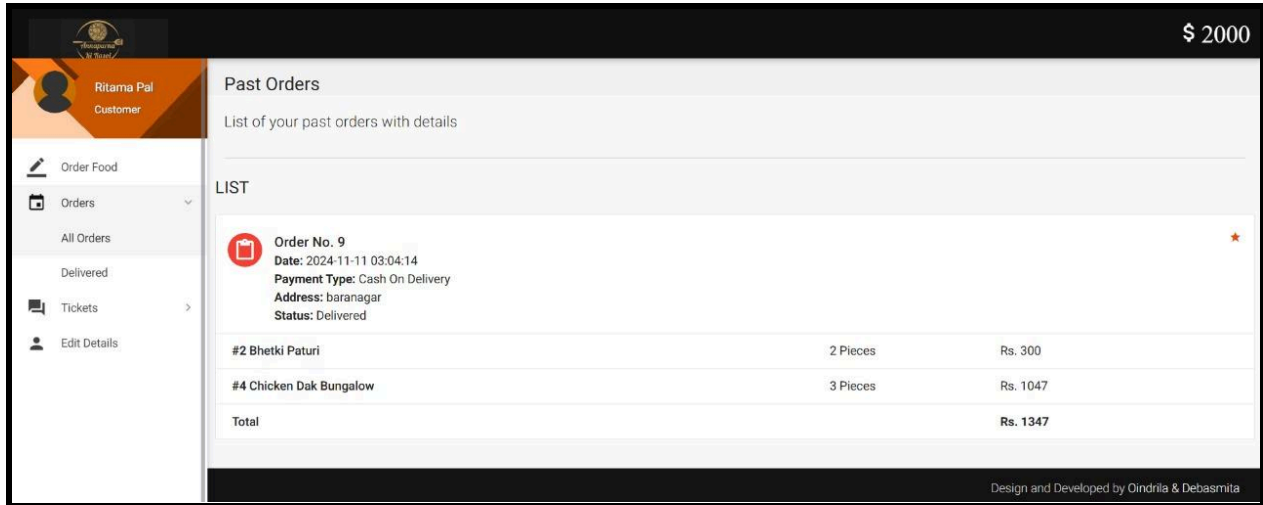 Annapurna
Ki Rasoi
$ 2000
Ritama Pal
Customer
Order Food
Orders
All Orders
Delivered
Tickets
Edit Details
Past Orders
List of your past orders with details
LIST
Order No. 9
Date: 2024-11-11 03:04:14
Payment Type: Cash On Delivery
Address: baranagar
Status: Delivered
#2 Bhetki Paturi 2 Pieces Rs. 300
#4 Chicken Dak Bungalow 3 Pieces Rs. 1047
Total Rs. 1347
Design and Developed by Oindrila & Debasmita